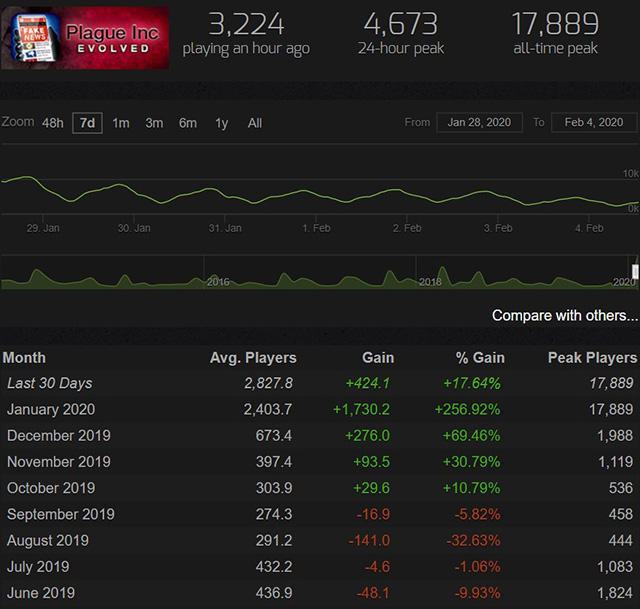 FAKE NEWS
Plague Inc
EVOLVED
3,224
playing an hour ago
4,673
24-hour peak
17,889
all-time peak
Zoom 48h 7d 1m 3m 6m 1y All From Jan 28, 2020 To Feb 4, 2020
10k
0k
29. Jan 30. Jan 31. Jan 1. Feb 2. Feb 3. Feb 4. Feb
2016 2018 2020
Compare with others...
Month Avg. Players Gain % Gain Peak Players
Last 30 Days 2,827.8 +424.1 +17.64% 17,889
January 2020 2,403.7 +1,730.2 +256.92% 17,889
December 2019 673.4 +276.0 +69.46% 1,988
November 2019 397.4 +93.5 +30.79% 1,119
October 2019 303.9 +29.6 +10.79% 536
September 2019 274.3 -16.9 -5.82% 458
August 2019 291.2 -141.0 -32.63% 444
July 2019 432.2 -4.6 -1.06% 1,083
June 2019 436.9 -48.1 -9.93% 1,824